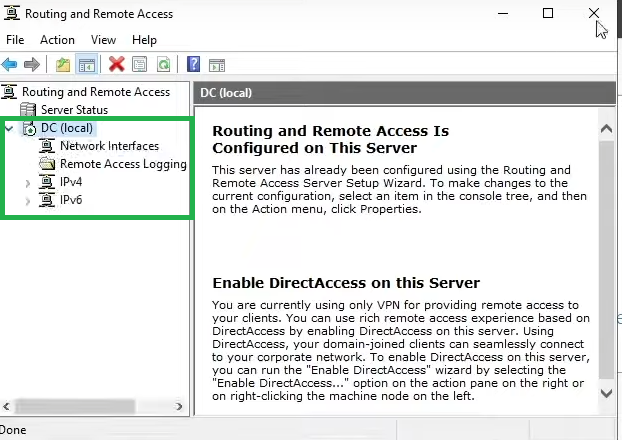 Routing and Remote Access
File Action View Help
Routing and Remote Access
Server Status
DC (local)
Network Interfaces
Remote Access Logging
IPv4
IPv6
DC (local)
Routing and Remote Access Is
Configured on This Server
This server has already been configured using the Routing and
Remote Access Server Setup Wizard. To make changes to the
current configuration, select an item in the console tree, and then
on the Action menu, click Properties.
Enable DirectAccess on this Server
You are currently using only VPN for providing remote access to
your clients. You can use rich remote access experience based on
DirectAccess by enabling DirectAccess on this server. Using
DirectAccess, your domain-joined clients can seamlessly connect
to your corporate network. To enable DirectAccess on this server,
you can run the "Enable DirectAccess" wizard by selecting the
"Enable DirectAccess..." option on the action pane on the right or
on right-clicking the machine node on the left.
Done